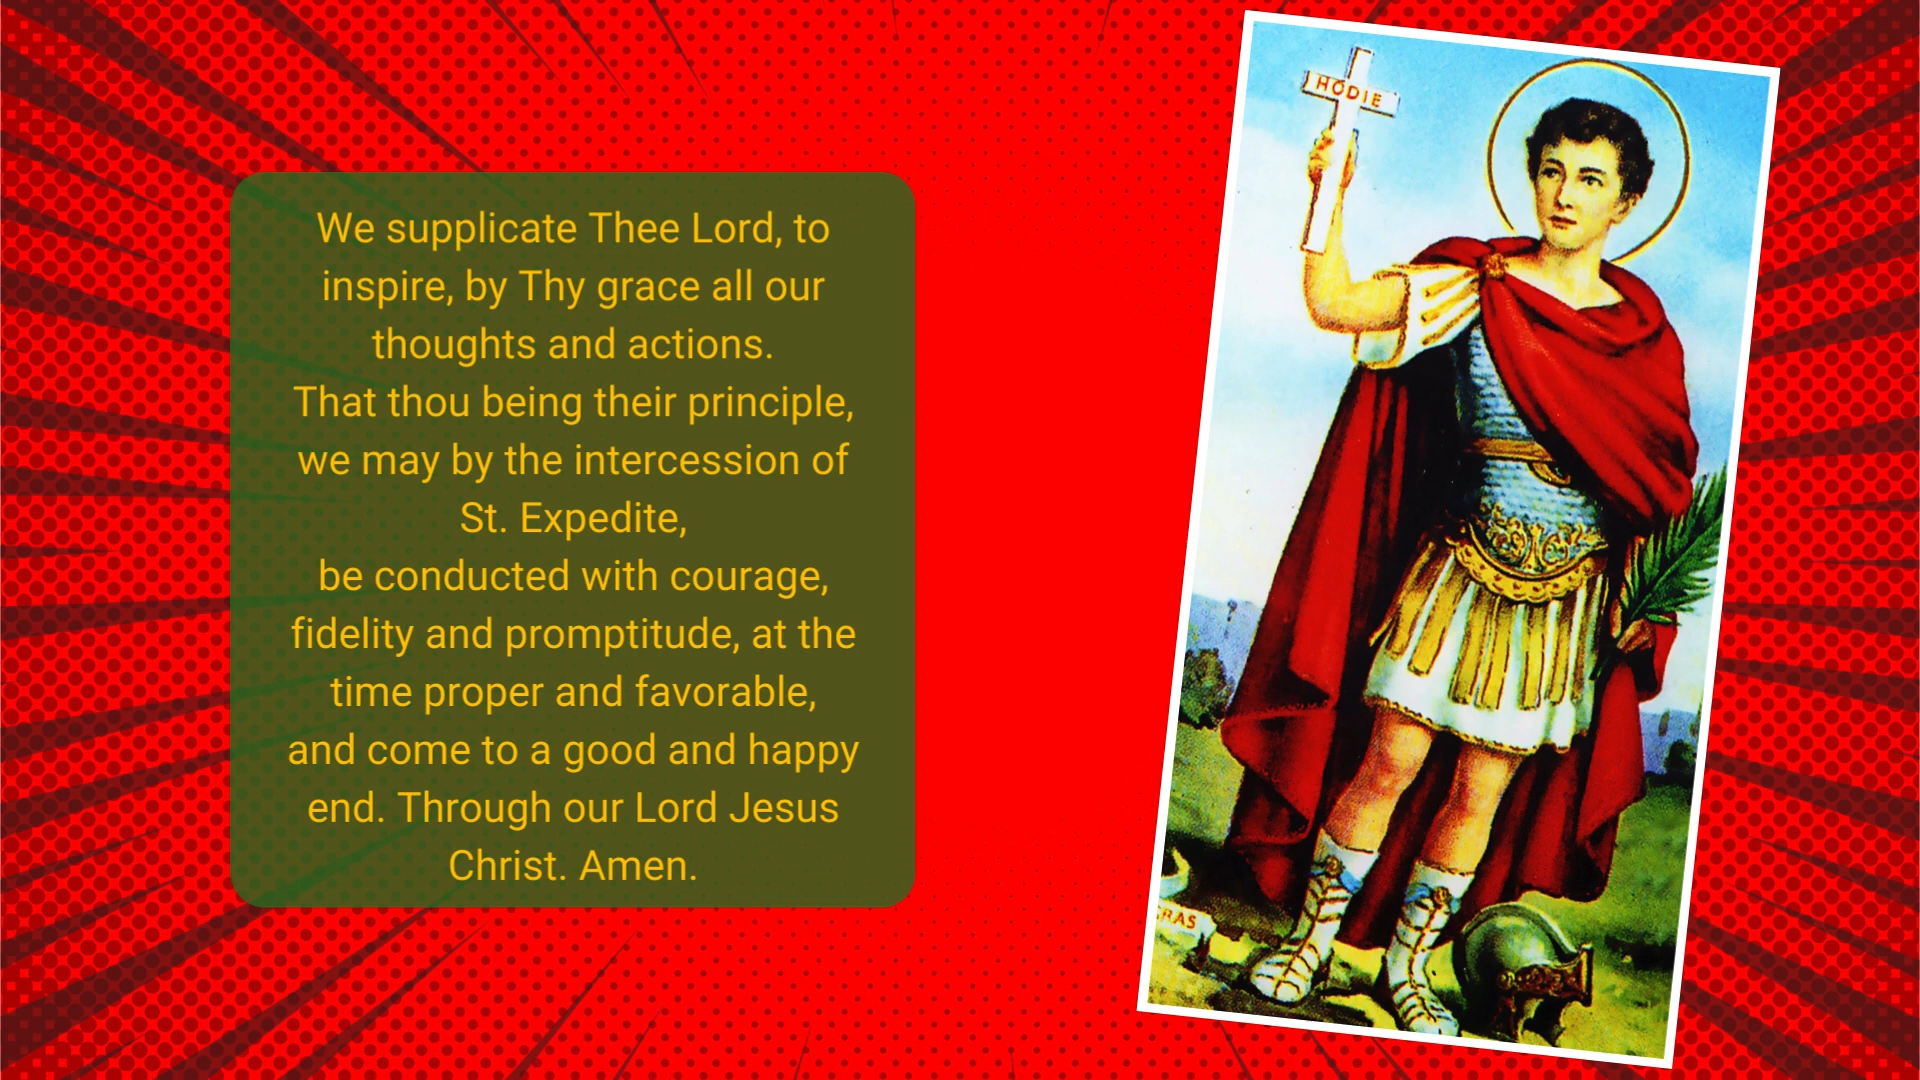 We supplicate Thee Lord, to
inspire, by Thy grace all our
thoughts and actions.
That thou being their principle,
we may by the intercession of
St. Expedite,
be conducted with courage,
fidelity and promptitude, at the
time proper and favorable,
and come to a good and happy
end. Through our Lord Jesus
Christ. Amen.
HODIE
RAS